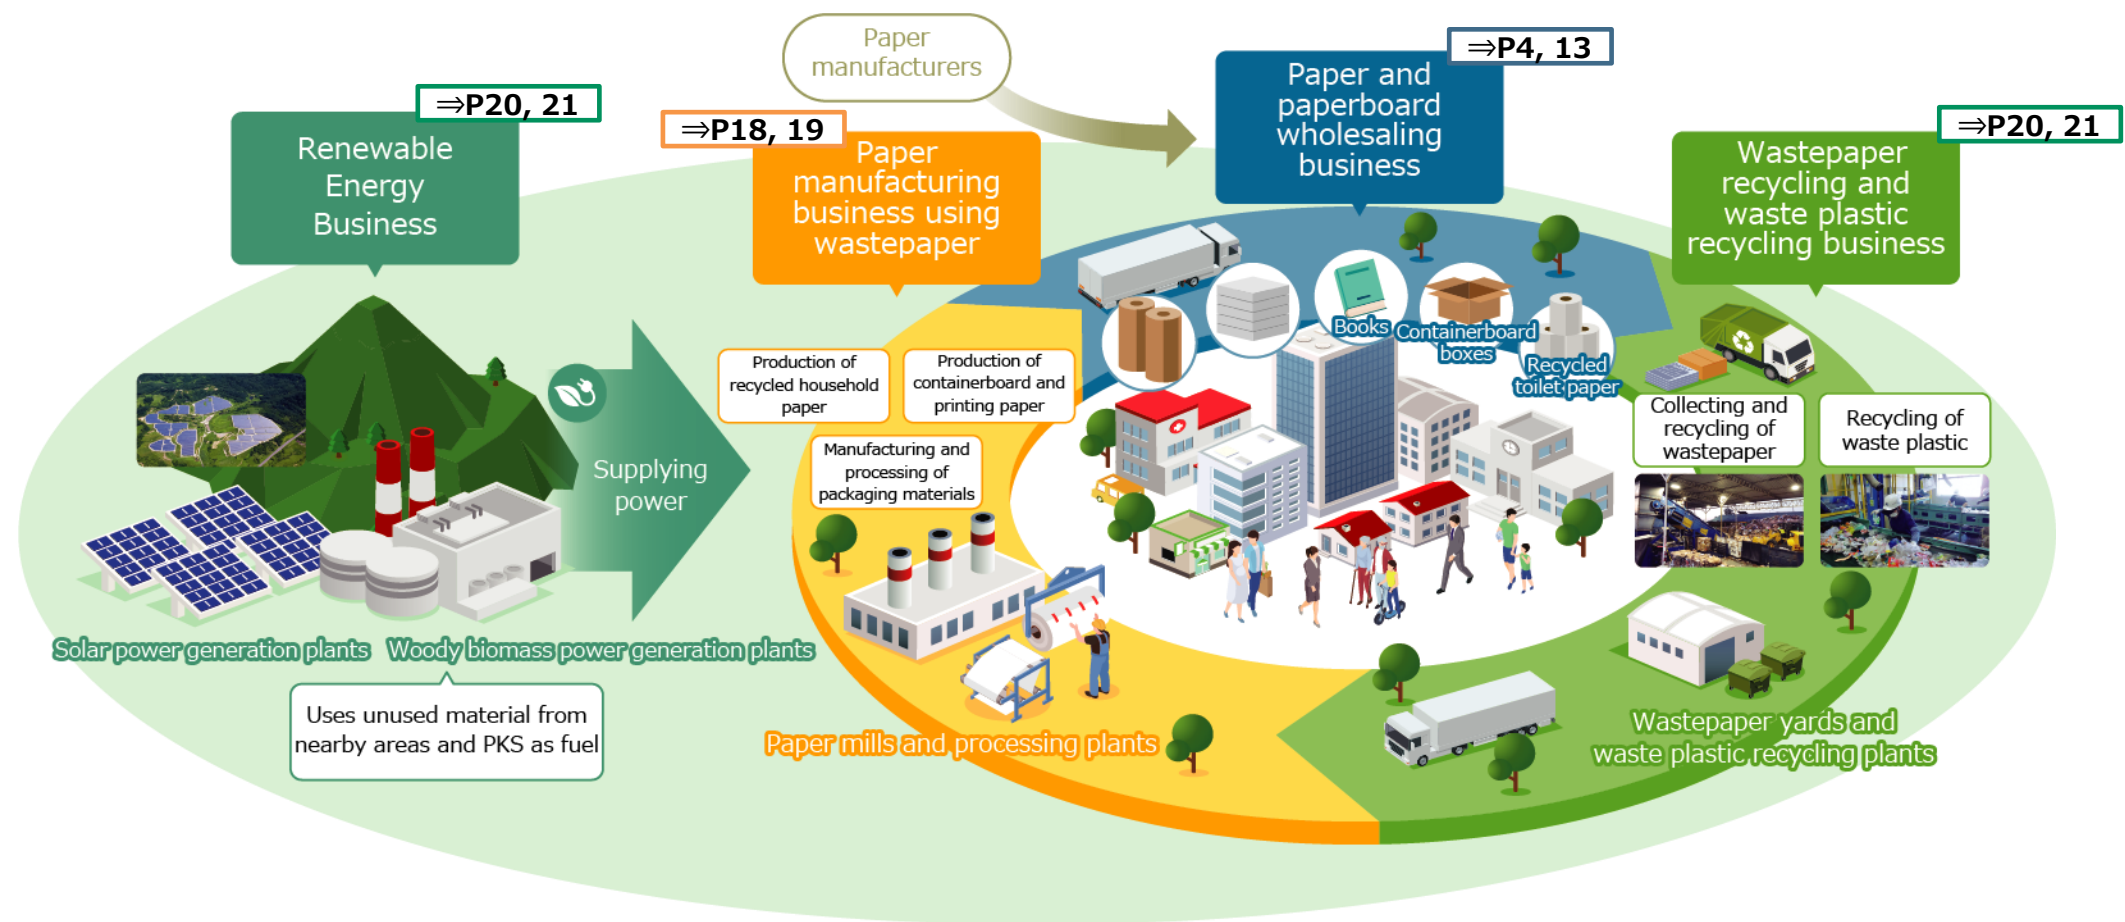 Paper
manufacturers
⇒P4, 13
Paper and
paperboard
wholesaling
business
⇒P20, 21
Renewable
Energy
Business
⇒P18, 19
Paper
manufacturing
business using
wastepaper
⇒P20, 21
Wastepaper
recycling and
waste plastic
recycling business
Supplying
power
Solar power generation plants
Woody biomass power generation plants
Uses unused material from
nearby areas and PKS as fuel
Production of
recycled household
paper
Production of
containerboard and
printing paper
Manufacturing and
processing of
packaging materials
Paper mills and processing plants
Books
Containerboard
boxes
Recycled
toilet paper
Collecting and
recycling of
wastepaper
Recycling of
waste plastic
Wastepaper yards and
waste plastic recycling plants